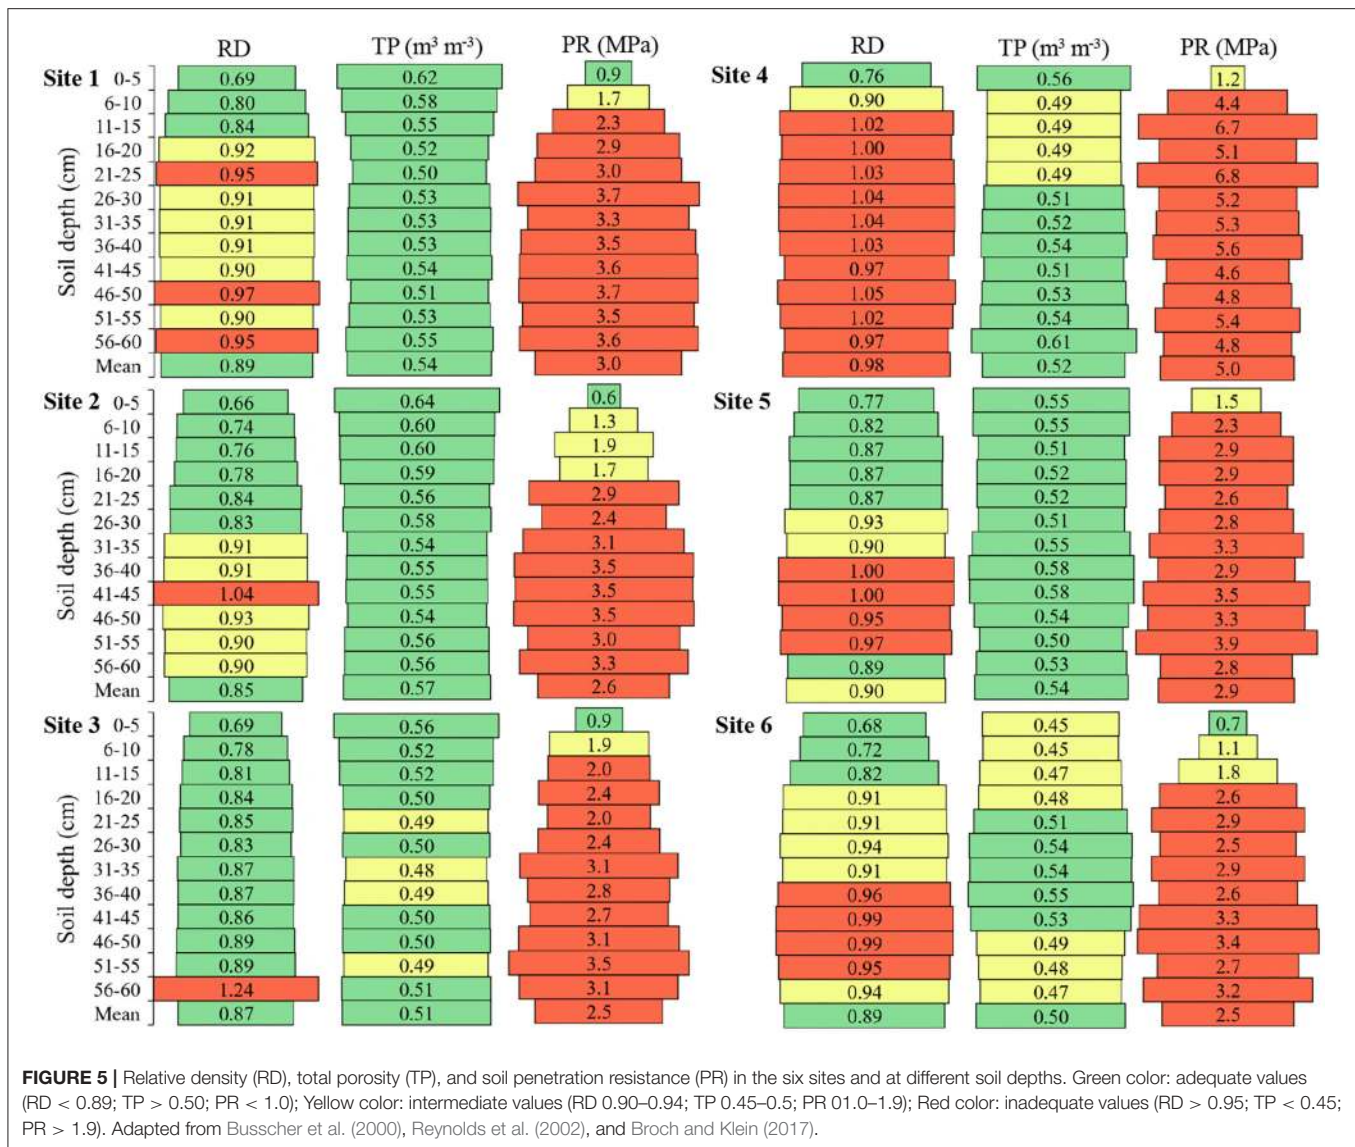 RD TP (m³ m⁻³) PR (MPa) RD TP (m³ m⁻³) PR (MPa)
Soil depth (cm)
Site 1 0-5 0.69 0.62 0.9
6-10 0.80 0.58 1.7
11-15 0.84 0.55 2.3
16-20 0.92 0.52 2.9
21-25 0.95 0.50 3.0
26-30 0.91 0.53 3.7
31-35 0.91 0.53 3.3
36-40 0.91 0.53 3.5
41-45 0.90 0.54 3.6
46-50 0.97 0.51 3.7
51-55 0.90 0.53 3.5
56-60 0.95 0.55 3.6
Mean 0.89 0.54 3.0
Soil depth (cm)
Site 2 0-5 0.66 0.64 0.6
6-10 0.74 0.60 1.3
11-15 0.76 0.60 1.9
16-20 0.78 0.59 1.7
21-25 0.84 0.56 2.9
26-30 0.83 0.58 2.4
31-35 0.91 0.54 3.1
36-40 0.91 0.55 3.5
41-45 1.04 0.55 3.5
46-50 0.93 0.54 3.5
51-55 0.90 0.56 3.0
56-60 0.90 0.56 3.3
Mean 0.85 0.57 2.6
Soil depth (cm)
Site 3 0-5 0.69 0.56 0.9
6-10 0.78 0.52 1.9
11-15 0.81 0.52 2.0
16-20 0.84 0.50 2.4
21-25 0.85 0.49 2.0
26-30 0.83 0.50 2.4
31-35 0.87 0.48 3.1
36-40 0.87 0.49 2.8
41-45 0.86 0.50 2.7
46-50 0.89 0.50 3.1
51-55 0.89 0.49 3.5
56-60 1.24 0.51 3.1
Mean 0.87 0.51 2.5
Site 4 0.76 0.56 1.2
0.90 0.49 4.4
1.02 0.49 6.7
1.00 0.49 5.1
1.03 0.49 6.8
1.04 0.51 5.2
1.04 0.52 5.3
1.03 0.54 5.6
0.97 0.51 4.6
1.05 0.53 4.8
1.02 0.54 5.4
0.97 0.61 4.8
0.98 0.52 5.0
Site 5 0.77 0.55 1.5
0.82 0.55 2.3
0.87 0.51 2.9
0.87 0.52 2.9
0.87 0.52 2.6
0.93 0.51 2.8
0.90 0.55 3.3
1.00 0.58 2.9
1.00 0.58 3.5
0.95 0.54 3.3
0.97 0.50 3.9
0.89 0.53 2.8
0.90 0.54 2.9
Site 6 0.68 0.45 0.7
0.72 0.45 1.1
0.82 0.47 1.8
0.91 0.48 2.6
0.91 0.51 2.9
0.94 0.54 2.5
0.91 0.54 2.9
0.96 0.55 2.6
0.99 0.53 3.3
0.99 0.49 3.4
0.95 0.48 2.7
0.94 0.47 3.2
0.89 0.50 2.5
FIGURE 5 | Relative density (RD), total porosity (TP), and soil penetration resistance (PR) in the six sites and at different soil depths. Green color: adequate values
(RD < 0.89; TP > 0.50; PR < 1.0); Yellow color: intermediate values (RD 0.90–0.94; TP 0.45–0.5; PR 01.0–1.9); Red color: inadequate values (RD > 0.95; TP < 0.45;
PR > 1.9). Adapted from Busscher et al. (2000), Reynolds et al. (2002), and Broch and Klein (2017).